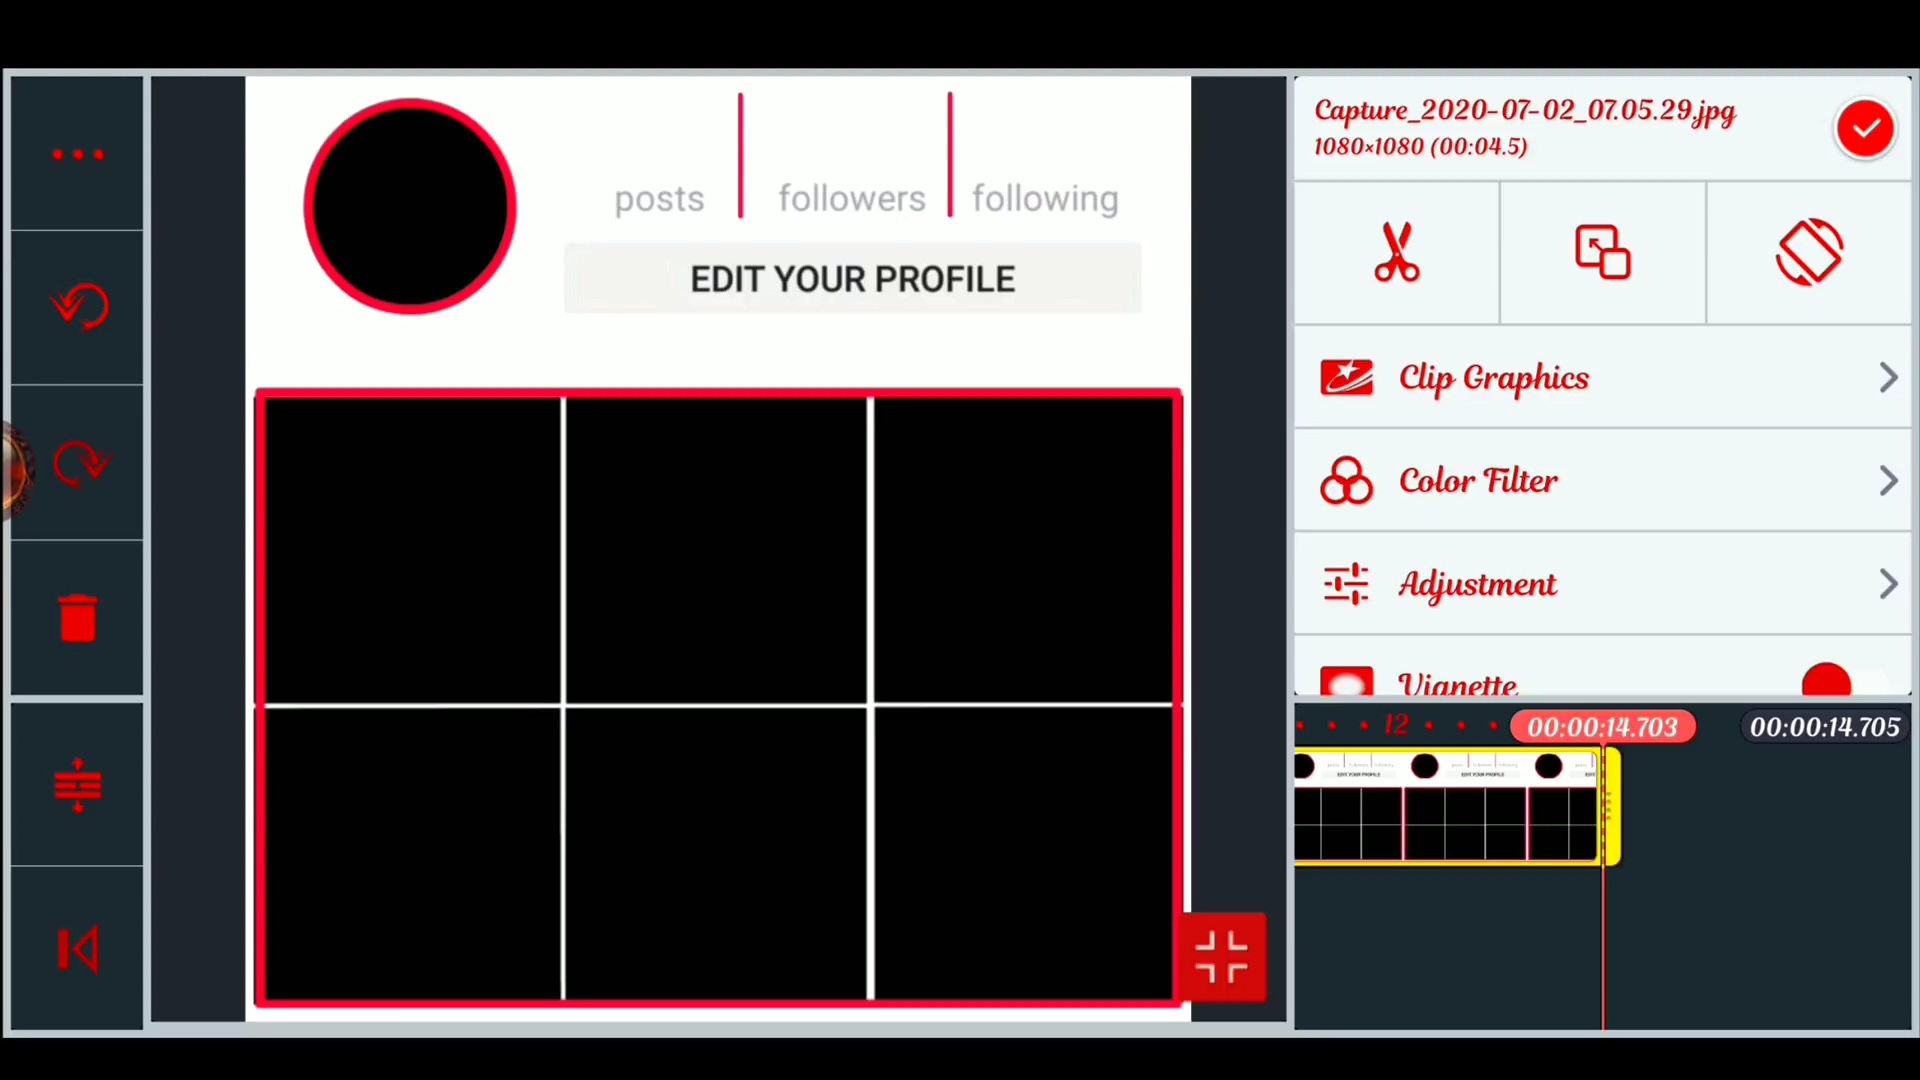 posts followers following
EDIT YOUR PROFILE
Capture_2020-07-02_07.05.29.jpg
1080×1080 (00:04.5)
Clip Graphics
Color Filter
Adjustment
Vignette
12
00:00:14.703
00:00:14.705